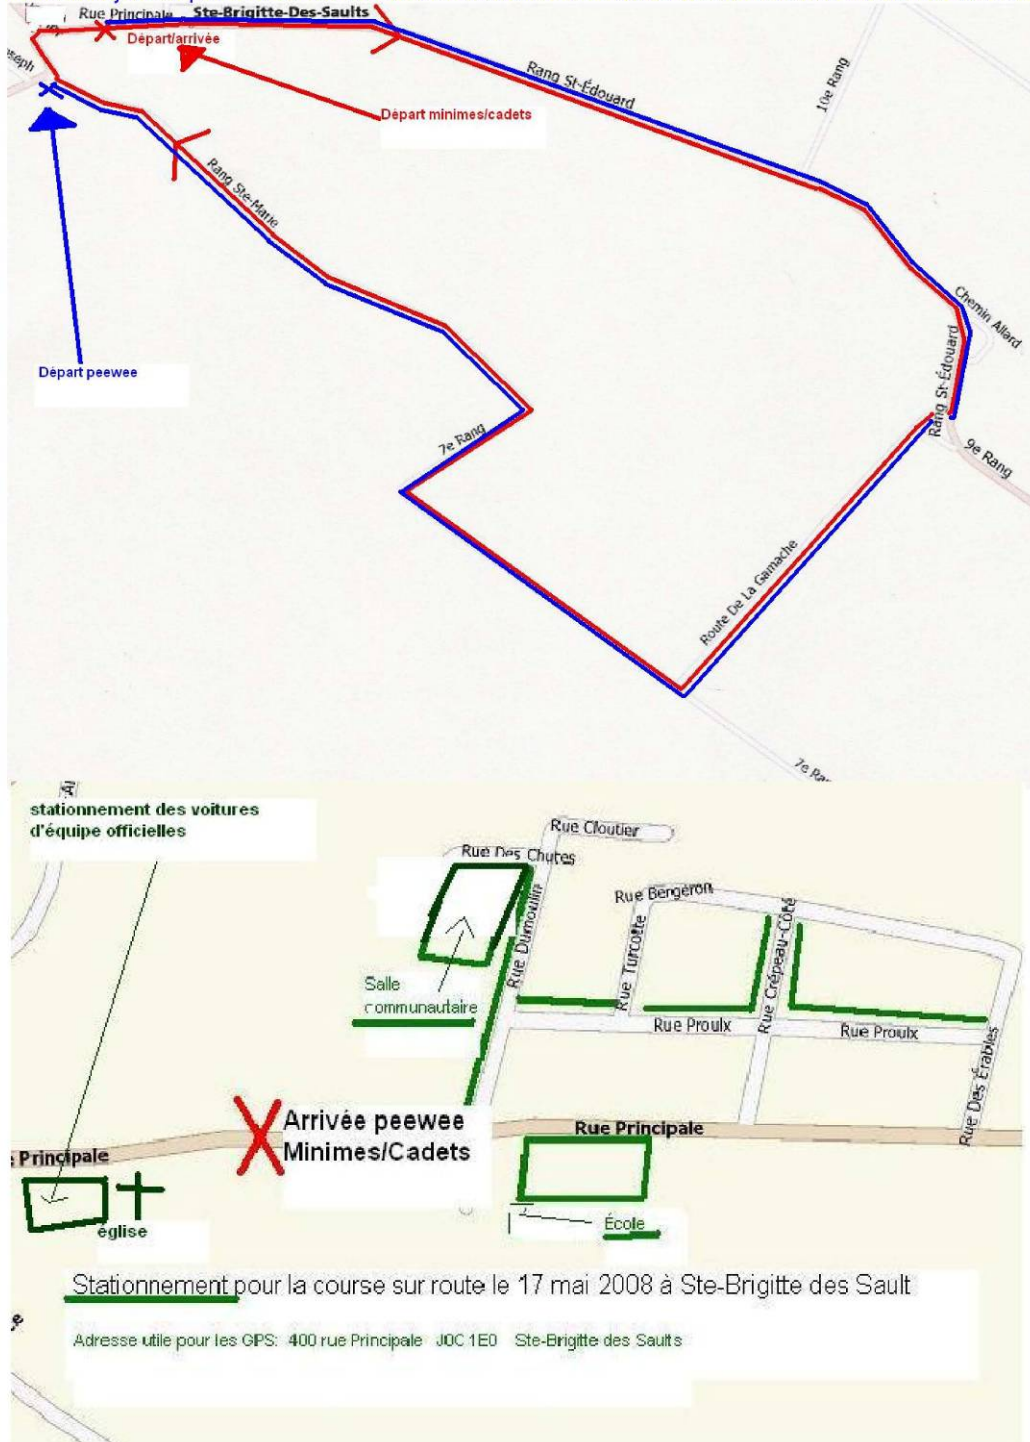 Rue Principale
Ste-Brigitte-Des-Saults
Départ/arrivée
Rang St-Édouard
10e Rang
Départ minimes/cadets
Rang Ste-Marie
Chemin Allard
Départ peewee
Rang St-Édouard
7e Rang
9e Rang
Route De La Gamache
stationnement des voitures
d'équipe officielles
Rue Cloutier
Rue Des Chutes
Rue Bergeron
Rue Dumoulin
Rue Turcotte
Rue Crépeau-Côté
Salle
communautaire
Rue Proulx
Rue Proulx
Rue Des Érables
Arrivée peewee
Minimes/Cadets
Rue Principale
Principale
église
École
Stationnement pour la course sur route le 17 mai 2008 à Ste-Brigitte des Sault
Adresse utile pour les GPS: 400 rue Principale J0C 1E0 Ste-Brigitte des Saults